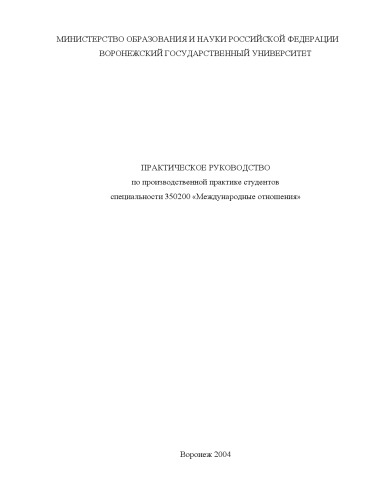 МИНИСТЕРСТВО ОБРАЗОВАНИЯ И НАУКИ РОССИЙСКОЙ ФЕДЕРАЦИИ
ВОРОНЕЖСКИЙ ГОСУДАРСТВЕННЫЙ УНИВЕРСИТЕТ
ПРАКТИЧЕСКОЕ РУКОВОДСТВО
по производственной практике студентов
специальности 350200 «Международные отношения»
Воронеж 2004